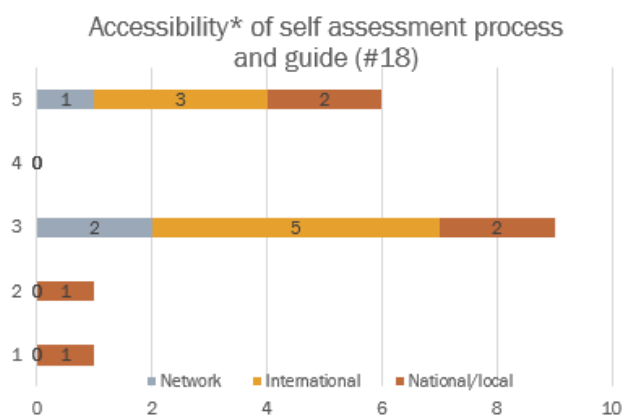 Accessibility* of self assessment process
and guide (#18)
5 1 3 2
4 0
3 2 5 2
2 0 1
1 0 1
Network International National/local
0 2 4 6 8 10